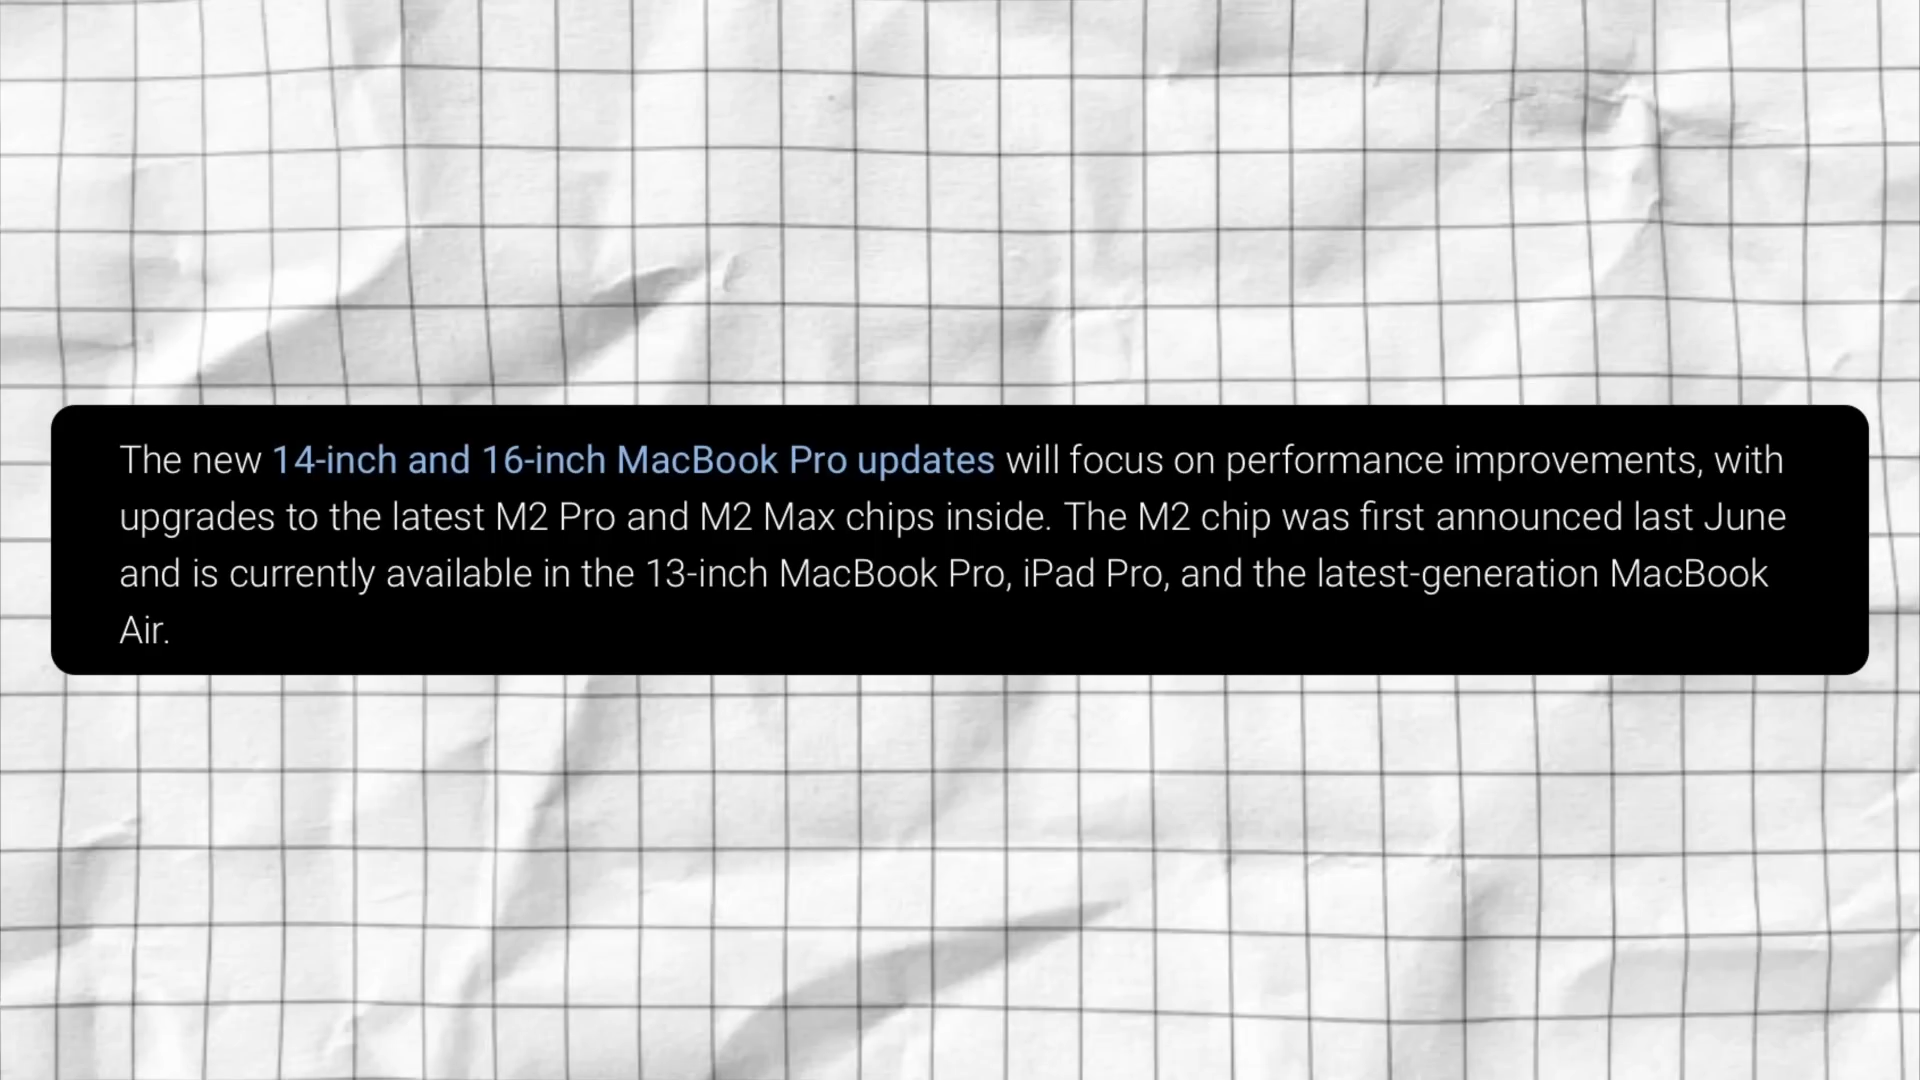 The new 14-inch and 16-inch MacBook Pro updates will focus on performance improvements, with
upgrades to the latest M2 Pro and M2 Max chips inside. The M2 chip was first announced last June
and is currently available in the 13-inch MacBook Pro, iPad Pro, and the latest-generation MacBook
Air.